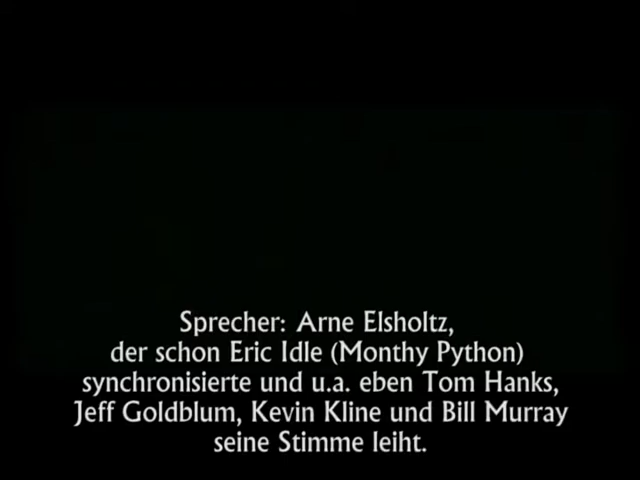 Sprecher: Arne Elsholtz,
der schon Eric Idle (Monthy Python)
synchronisierte und u.a. eben Tom Hanks,
Jeff Goldblum, Kevin Kline und Bill Murray
seine Stimme leiht.